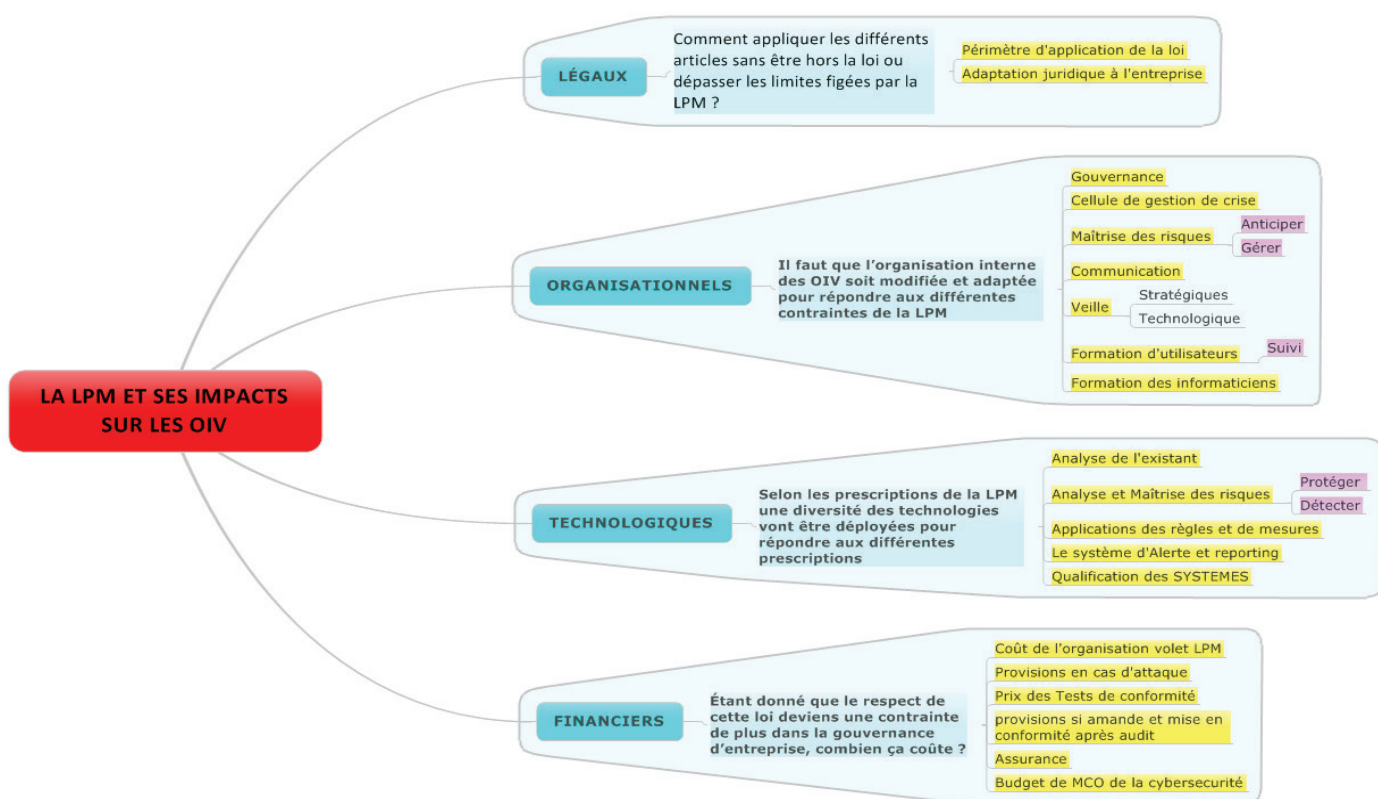 LA LPM ET SES IMPACTS
SUR LES OIV
LÉGAUX
Comment appliquer les différents
articles sans être hors la loi ou
dépasser les limites figées par la
LPM ?
Périmètre d'application de la loi
Adaptation juridique à l'entreprise
ORGANISATIONNELS
Il faut que l’organisation interne
des OIV soit modifiée et adaptée
pour répondre aux différentes
contraintes de la LPM
Gouvernance
Cellule de gestion de crise
Maîtrise des risques
Anticiper
Gérer
Communication
Veille
Stratégiques
Technologique
Formation d'utilisateurs
Suivi
Formation des informaticiens
TECHNOLOGIQUES
Selon les prescriptions de la LPM
une diversité des technologies
vont être déployées pour
répondre aux différentes
prescriptions
Analyse de l'existant
Analyse et Maîtrise des risques
Protéger
Détecter
Applications des règles et de mesures
Le système d'Alerte et reporting
Qualification des SYSTEMES
FINANCIERS
Étant donné que le respect de
cette loi deviens une contrainte
de plus dans la gouvernance
d’entreprise, combien ça coûte ?
Coût de l'organisation volet LPM
Provisions en cas d'attaque
Prix des Tests de conformité
provisions si amande et mise en
conformité après audit
Assurance
Budget de MCO de la cybersecurité